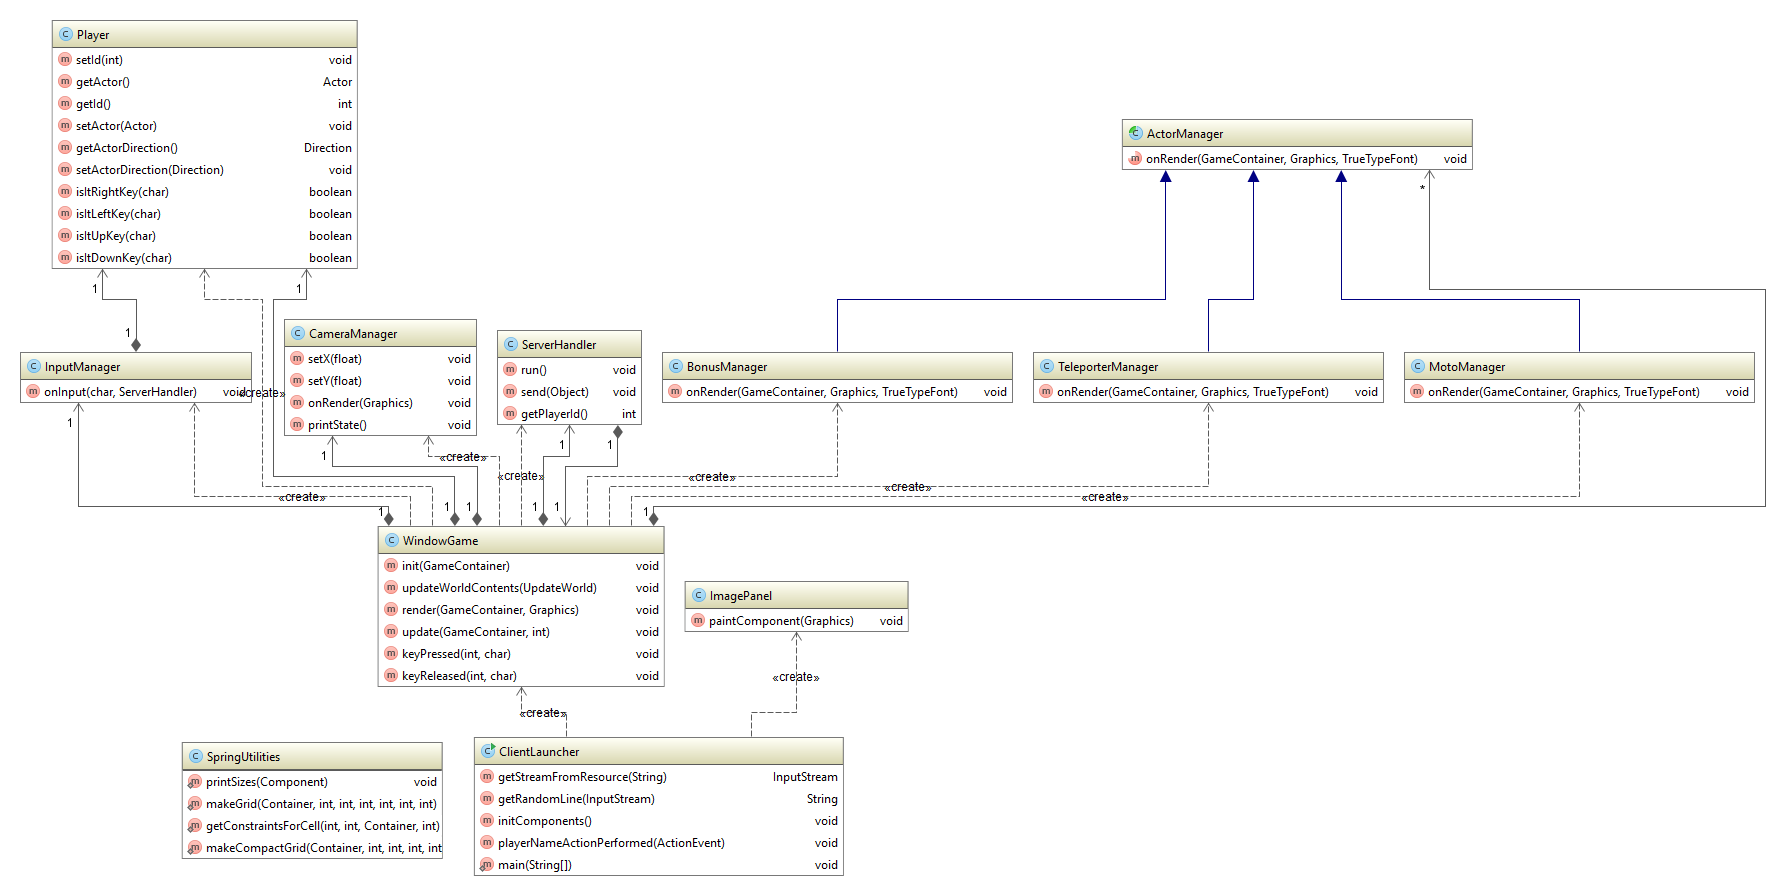 Player
setId(int) void
getActor() Actor
getId() int
setActor(Actor) void
getActorDirection() Direction
setActorDirection(Direction) void
isItRightKey(char) boolean
isItLeftKey(char) boolean
isItUpKey(char) boolean
isItDownKey(char) boolean
ActorManager
onRender(GameContainer, Graphics, TrueTypeFont) void
*
1
1
1
InputManager
onInput(char, ServerHandler) void
«create»
CameraManager
setX(float) void
setY(float) void
onRender(Graphics) void
printState() void
ServerHandler
run() void
send(Object) void
getPlayerId() int
BonusManager
onRender(GameContainer, Graphics, TrueTypeFont) void
TeleporterManager
onRender(GameContainer, Graphics, TrueTypeFont) void
MotoManager
onRender(GameContainer, Graphics, TrueTypeFont) void
1
1
1
1
«create»
«create»
«create»
«create»
«create»
«create»
1
1
1
1
1
1
WindowGame
init(GameContainer) void
updateWorldContents(UpdateWorld) void
render(GameContainer, Graphics) void
update(GameContainer, int) void
keyPressed(int, char) void
keyReleased(int, char) void
ImagePanel
paintComponent(Graphics) void
«create»
«create»
SpringUtilities
printSizes(Component) void
makeGrid(Container, int, int, int, int, int, int)
getConstraintsForCell(int, int, Container, int)
makeCompactGrid(Container, int, int, int, int
ClientLauncher
getStreamFromResource(String) InputStream
getRandomLine(InputStream) String
initComponents() void
playerNameActionPerformed(ActionEvent) void
main(String[]) void